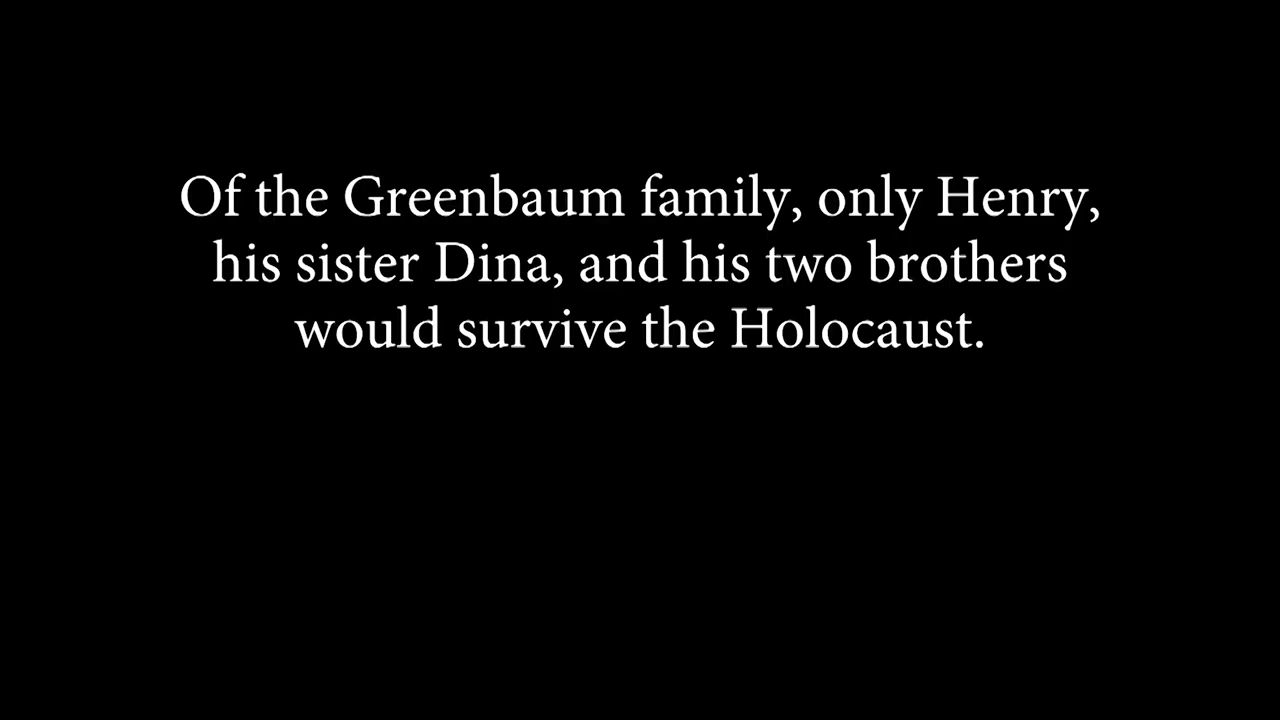 Of the Greenbaum family, only Henry,
his sister Dina, and his two brothers
would survive the Holocaust.